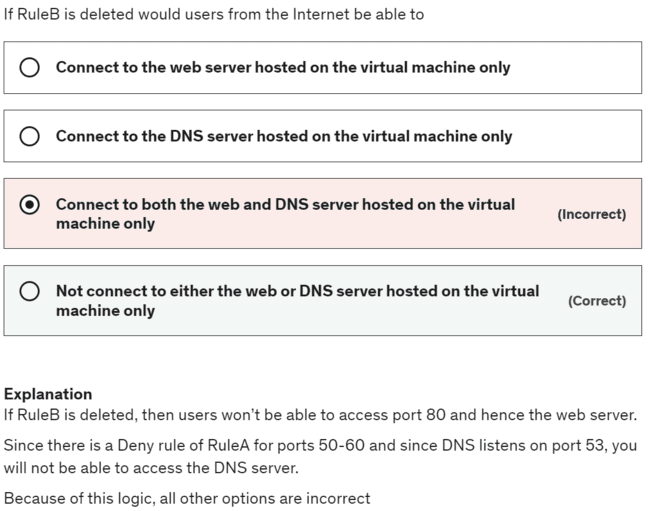 If RuleB is deleted would users from the Internet be able to
Connect to the web server hosted on the virtual machine only
Connect to the DNS server hosted on the virtual machine only
Connect to both the web and DNS server hosted on the virtual
machine only
(Incorrect)
Not connect to either the web or DNS server hosted on the virtual
machine only
(Correct)
Explanation
If RuleB is deleted, then users won’t be able to access port 80 and hence the web server.
Since there is a Deny rule of RuleA for ports 50-60 and since DNS listens on port 53, you
will not be able to access the DNS server.
Because of this logic, all other options are incorrect